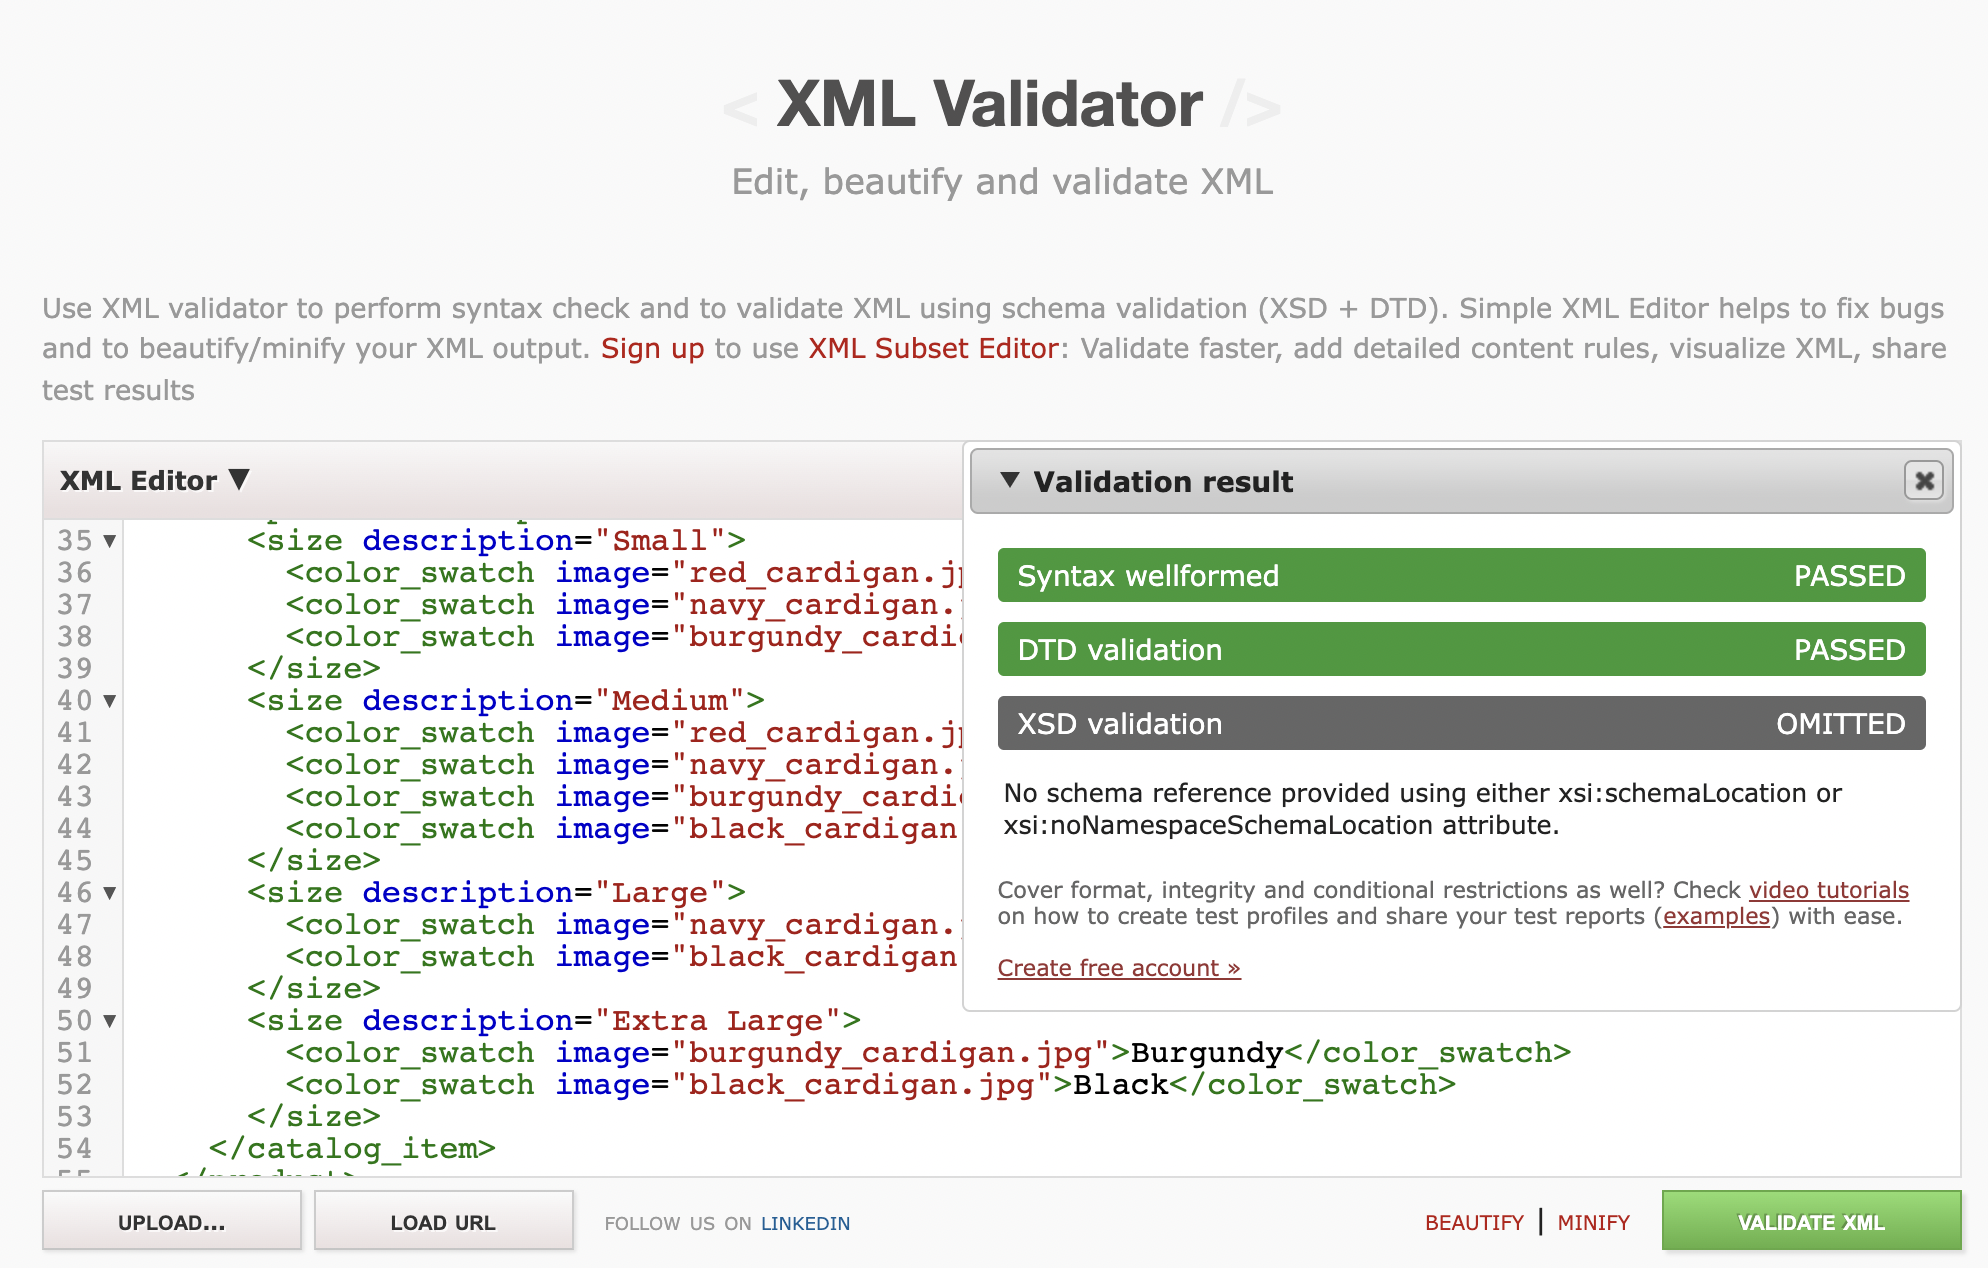 < XML Validator />
Edit, beautify and validate XML
Use XML validator to perform syntax check and to validate XML using schema validation (XSD + DTD). Simple XML Editor helps to fix bugs
and to beautify/minify your XML output. Sign up to use XML Subset Editor: Validate faster, add detailed content rules, visualize XML, share
test results
XML Editor ▼
35 ▼ <size description="Small">
36 <color_swatch image="red_cardigan.jp
37 <color_swatch image="navy_cardigan.
38 <color_swatch image="burgundy_cardi
39 </size>
40 ▼ <size description="Medium">
41 <color_swatch image="red_cardigan.jp
42 <color_swatch image="navy_cardigan.
43 <color_swatch image="burgundy_cardi
44 <color_swatch image="black_cardigan
45 </size>
46 ▼ <size description="Large">
47 <color_swatch image="navy_cardigan.
48 <color_swatch image="black_cardigan
49 </size>
50 ▼ <size description="Extra Large">
51 <color_swatch image="burgundy_cardigan.jpg">Burgundy</color_swatch>
52 <color_swatch image="black_cardigan.jpg">Black</color_swatch>
53 </size>
54 </catalog_item>
▼ Validation result
Syntax wellformed PASSED
DTD validation PASSED
XSD validation OMITTED
No schema reference provided using either xsi:schemaLocation or
xsi:noNamespaceSchemaLocation attribute.
Cover format, integrity and conditional restrictions as well? Check video tutorials
on how to create test profiles and share your test reports (examples) with ease.
Create free account »
UPLOAD... LOAD URL FOLLOW US ON LINKEDIN BEAUTIFY | MINIFY VALIDATE XML